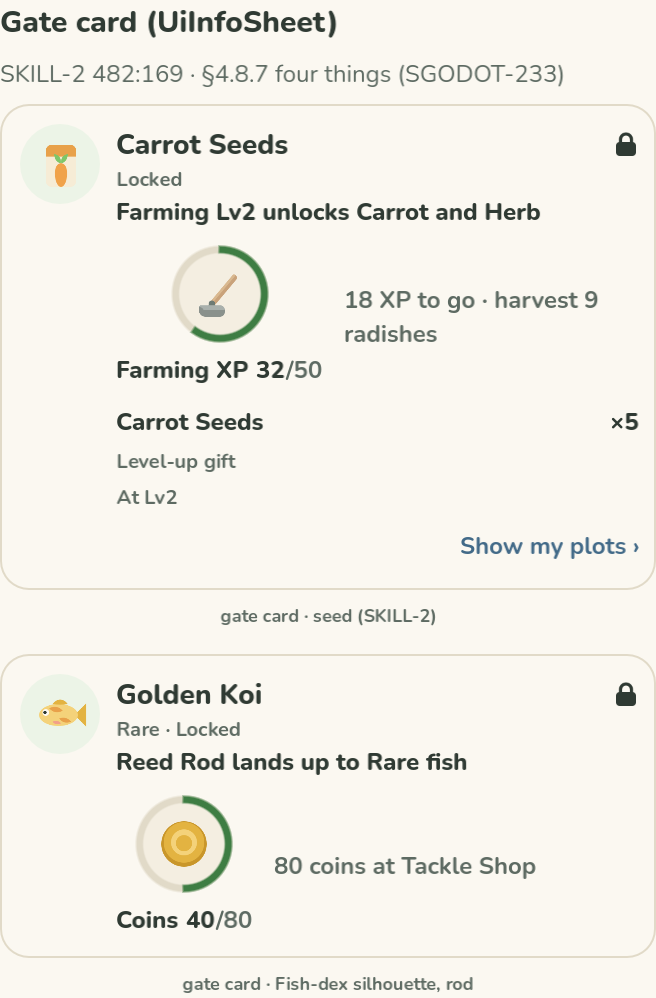 Gate card (UiInfoSheet)
SKILL-2 482:169 · §4.8.7 four things (SGODOT-233)
Carrot Seeds
Locked
Farming Lv2 unlocks Carrot and Herb
18 XP to go · harvest 9
radishes
Farming XP 32/50
Carrot Seeds ×5
Level-up gift
At Lv2
Show my plots ›
gate card · seed (SKILL-2)
Golden Koi
Rare · Locked
Reed Rod lands up to Rare fish
80 coins at Tackle Shop
Coins 40/80
gate card · Fish-dex silhouette, rod